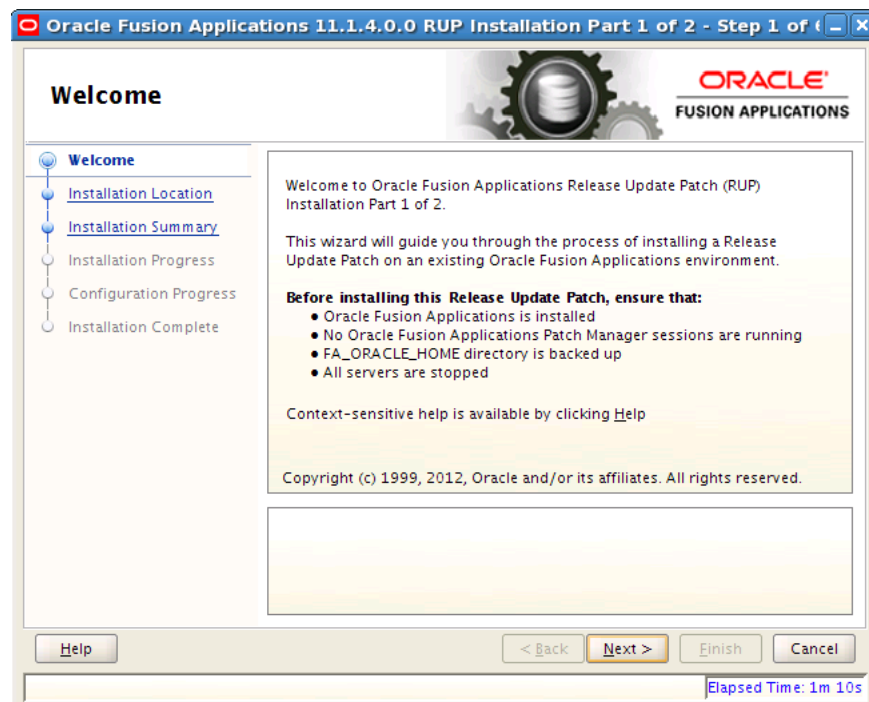 Oracle Fusion Applications 11.1.4.0.0 RUP Installation Part 1 of 2 - Step 1 of
Welcome
ORACLE
FUSION APPLICATIONS
Welcome
Installation Location
Installation Summary
Installation Progress
Configuration Progress
Installation Complete
Welcome to Oracle Fusion Applications Release Update Patch (RUP)
Installation Part 1 of 2.
This wizard will guide you through the process of installing a Release
Update Patch on an existing Oracle Fusion Applications environment.
Before installing this Release Update Patch, ensure that:
● Oracle Fusion Applications is installed
● No Oracle Fusion Applications Patch Manager sessions are running
● FA_ORACLE_HOME directory is backed up
● All servers are stopped
Context-sensitive help is available by clicking Help
Copyright (c) 1999, 2012, Oracle and/or its affiliates. All rights reserved.
Help
< Back
Next >
Finish
Cancel
Elapsed Time: 1m 10s